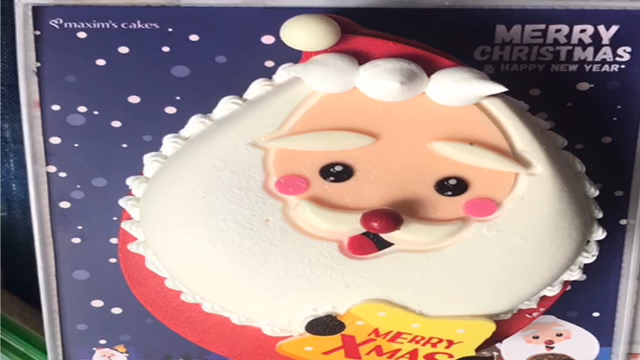 maxim's cakes
MERRY
CHRISTMAS
& HAPPY NEW YEAR*
MERRY
XMAS